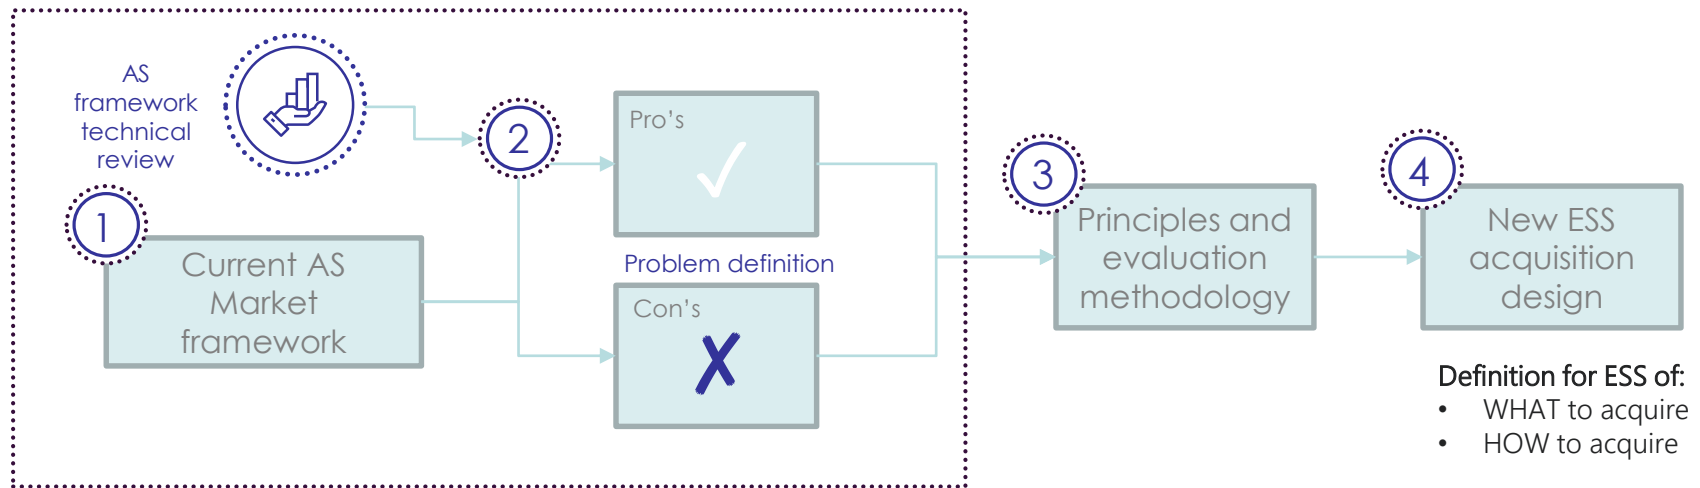 AS
framework
technical
review
1
Current AS
Market
framework
2
Pro's
Problem definition
Con's
3
Principles and
evaluation
methodology
4
New ESS
acquisition
design
Definition for ESS of:
• WHAT to acquire
• HOW to acquire